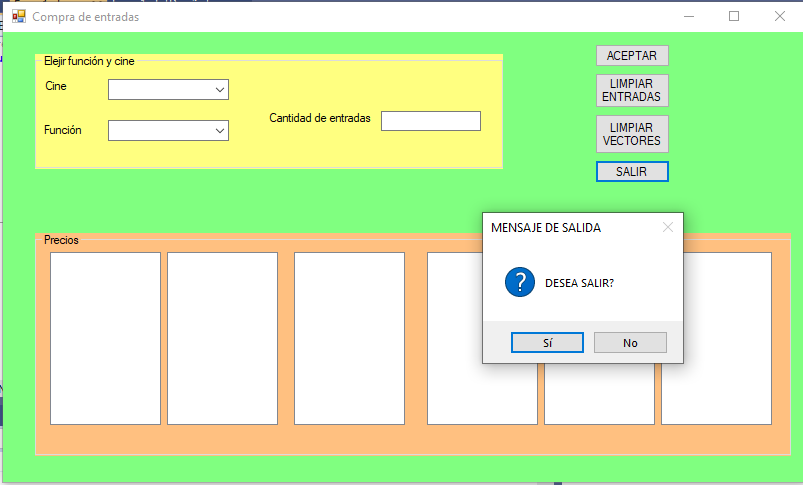 Compra de entradas
Elejir función y cine
Cine
Función
Cantidad de entradas
ACEPTAR
LIMPIAR
ENTRADAS
LIMPIAR
VECTORES
SALIR
Precios
MENSAJE DE SALIDA
DESEA SALIR?
Sí
No